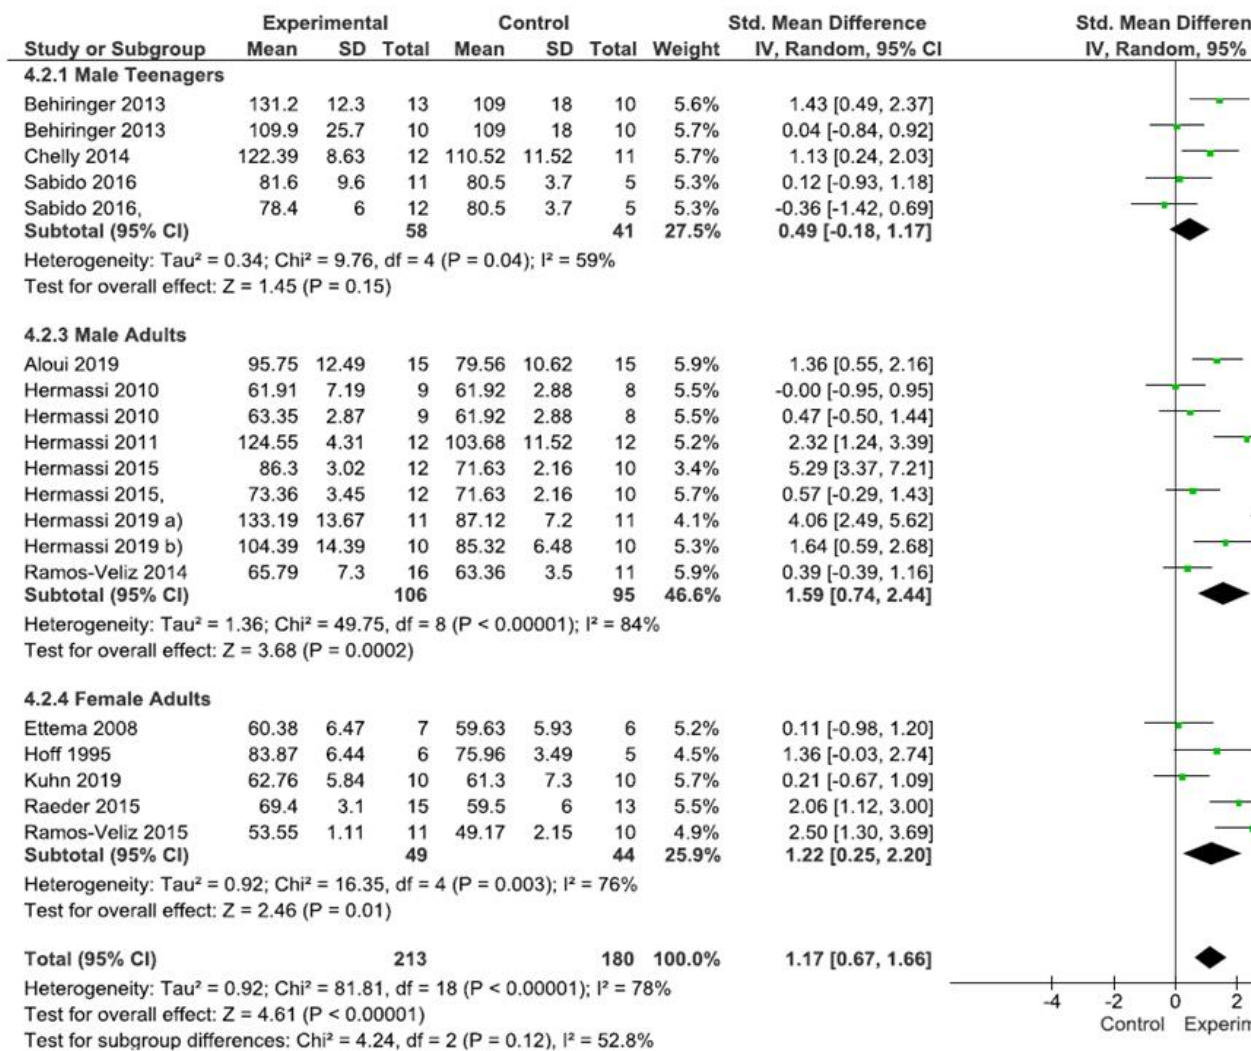 Experimental Control Std. Mean Difference Std. Mean Differen
Study or Subgroup Mean SD Total Mean SD Total Weight IV, Random, 95% CI IV, Random, 95%
4.2.1 Male Teenagers
Behiringer 2013 131.2 12.3 13 109 18 10 5.6% 1.43 [0.49, 2.37]
Behiringer 2013 109.9 25.7 10 109 18 10 5.7% 0.04 [-0.84, 0.92]
Chelly 2014 122.39 8.63 12 110.52 11.52 11 5.7% 1.13 [0.24, 2.03]
Sabido 2016 81.6 9.6 11 80.5 3.7 5 5.3% 0.12 [-0.93, 1.18]
Sabido 2016, 78.4 6 12 80.5 3.7 5 5.3% -0.36 [-1.42, 0.69]
Subtotal (95% CI) 58 41 27.5% 0.49 [-0.18, 1.17]
Heterogeneity: Tau² = 0.34; Chi² = 9.76, df = 4 (P = 0.04); I² = 59%
Test for overall effect: Z = 1.45 (P = 0.15)
4.2.3 Male Adults
Aloui 2019 95.75 12.49 15 79.56 10.62 15 5.9% 1.36 [0.55, 2.16]
Hermassi 2010 61.91 7.19 9 61.92 2.88 8 5.5% -0.00 [-0.95, 0.95]
Hermassi 2010 63.35 2.87 9 61.92 2.88 8 5.5% 0.47 [-0.50, 1.44]
Hermassi 2011 124.55 4.31 12 103.68 11.52 12 5.2% 2.32 [1.24, 3.39]
Hermassi 2015 86.3 3.02 12 71.63 2.16 10 3.4% 5.29 [3.37, 7.21]
Hermassi 2015, 73.36 3.45 12 71.63 2.16 10 5.7% 0.57 [-0.29, 1.43]
Hermassi 2019 a) 133.19 13.67 11 87.12 7.2 11 4.1% 4.06 [2.49, 5.62]
Hermassi 2019 b) 104.39 14.39 10 85.32 6.48 10 5.3% 1.64 [0.59, 2.68]
Ramos-Veliz 2014 65.79 7.3 16 63.36 3.5 11 5.9% 0.39 [-0.39, 1.16]
Subtotal (95% CI) 106 95 46.6% 1.59 [0.74, 2.44]
Heterogeneity: Tau² = 1.36; Chi² = 49.75, df = 8 (P < 0.00001); I² = 84%
Test for overall effect: Z = 3.68 (P = 0.0002)
4.2.4 Female Adults
Ettema 2008 60.38 6.47 7 59.63 5.93 6 5.2% 0.11 [-0.98, 1.20]
Hoff 1995 83.87 6.44 6 75.96 3.49 5 4.5% 1.36 [-0.03, 2.74]
Kuhn 2019 62.76 5.84 10 61.3 7.3 10 5.7% 0.21 [-0.67, 1.09]
Raeder 2015 69.4 3.1 15 59.5 6 13 5.5% 2.06 [1.12, 3.00]
Ramos-Veliz 2015 53.55 1.11 11 49.17 2.15 10 4.9% 2.50 [1.30, 3.69]
Subtotal (95% CI) 49 44 25.9% 1.22 [0.25, 2.20]
Heterogeneity: Tau² = 0.92; Chi² = 16.35, df = 4 (P = 0.003); I² = 76%
Test for overall effect: Z = 2.46 (P = 0.01)
Total (95% CI) 213 180 100.0% 1.17 [0.67, 1.66]
Heterogeneity: Tau² = 0.92; Chi² = 81.81, df = 18 (P < 0.00001); I² = 78%
Test for overall effect: Z = 4.61 (P < 0.00001)
Test for subgroup differences: Chi² = 4.24, df = 2 (P = 0.12), I² = 52.8%
-4 -2 0 2
Control Experim